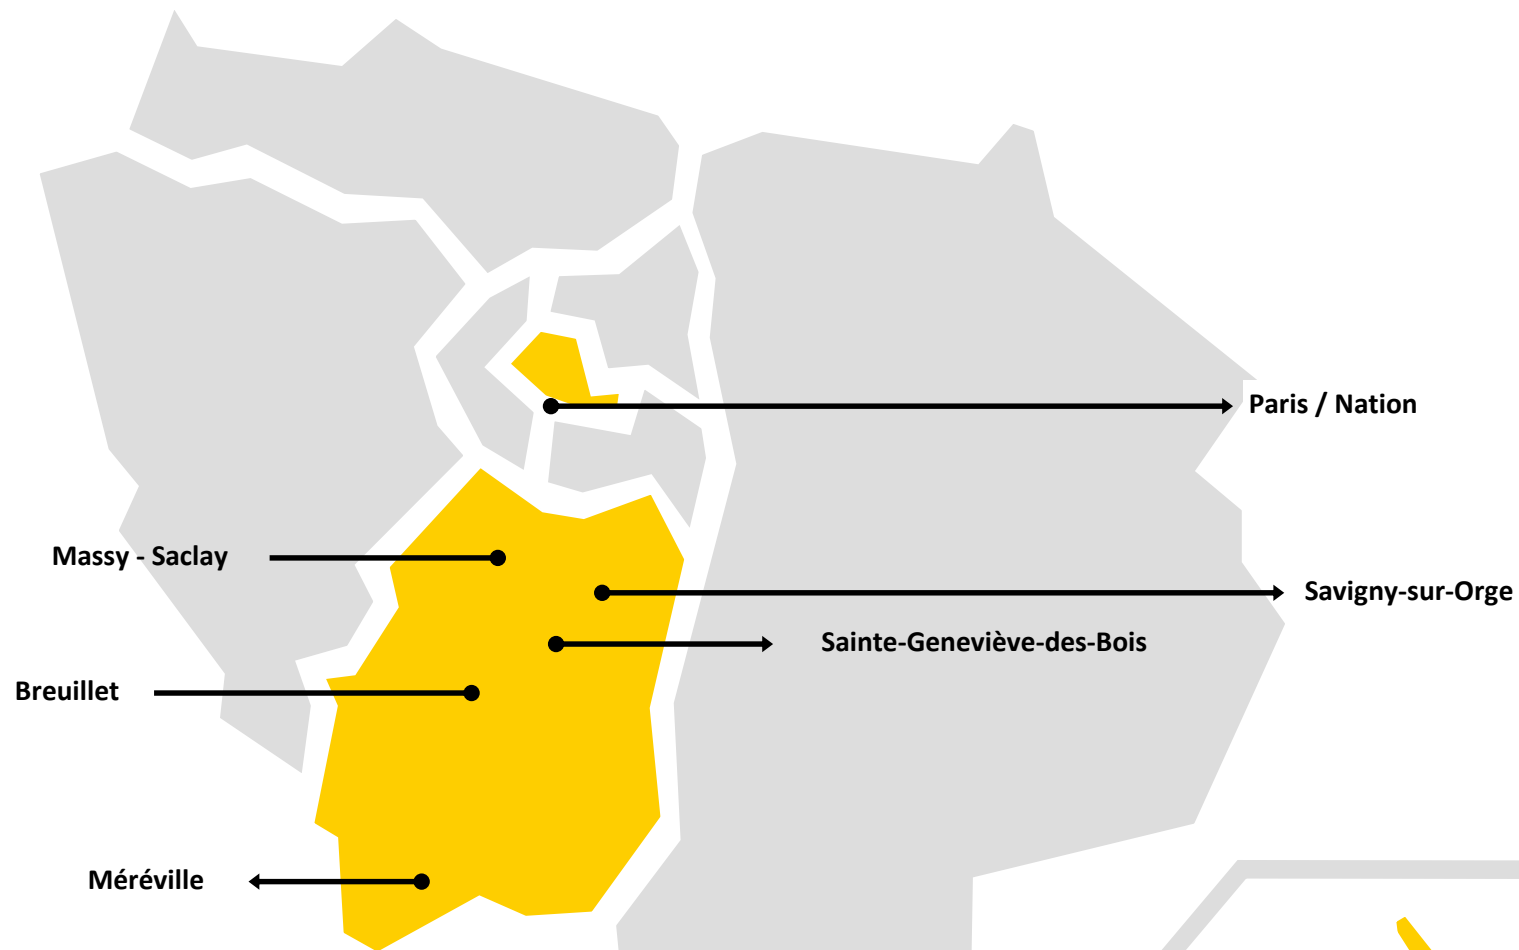 Paris / Nation
Massy - Saclay
Savigny-sur-Orge
Sainte-Geneviève-des-Bois
Breuillet
Méréville